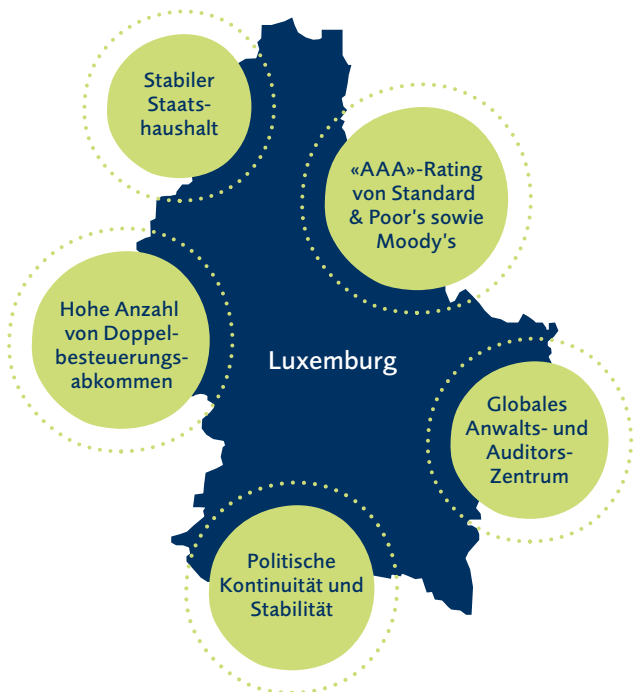 Stabiler
Staats-
haushalt
«AAA»-Rating
von Standard
& Poor's sowie
Moody's
Hohe Anzahl
von Doppel-
besteuerungs-
abkommen
Luxemburg
Globales
Anwalts- und
Auditors-
Zentrum
Politische
Kontinuität und
Stabilität